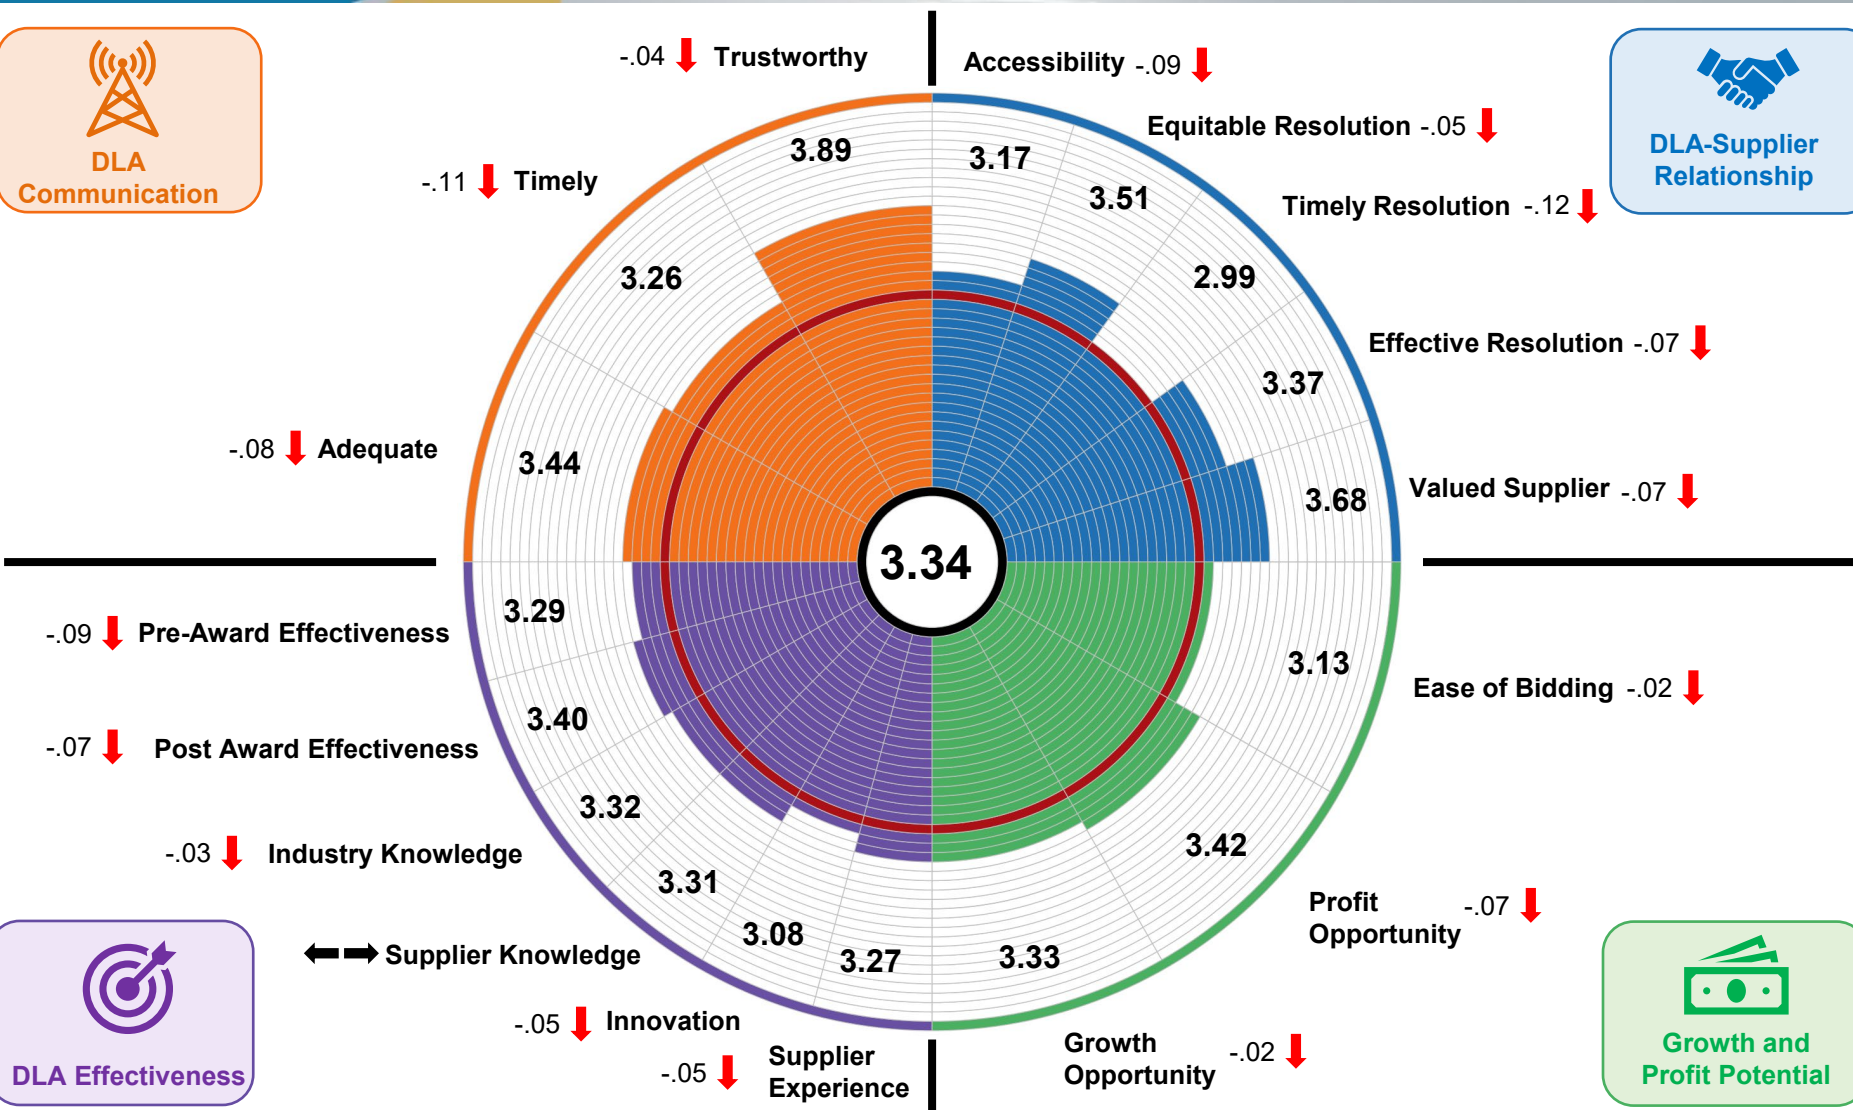 DLA
Communication
-.04 Trustworthy
-.11 Timely
-.08 Adequate
3.89
3.26
3.44
Accessibility -.09
Equitable Resolution -.05
Timely Resolution -.12
Effective Resolution -.07
Valued Supplier -.07
3.17
3.51
2.99
3.37
3.68
DLA-Supplier
Relationship
3.34
-.09 Pre-Award Effectiveness
-.07 Post Award Effectiveness
-.03 Industry Knowledge
Supplier Knowledge
-.05 Innovation
-.05 Supplier
Experience
3.29
3.40
3.32
3.31
3.08
3.27
DLA Effectiveness
Ease of Bidding -.02
Profit
Opportunity -.07
Growth
Opportunity -.02
3.13
3.42
3.33
Growth and
Profit Potential